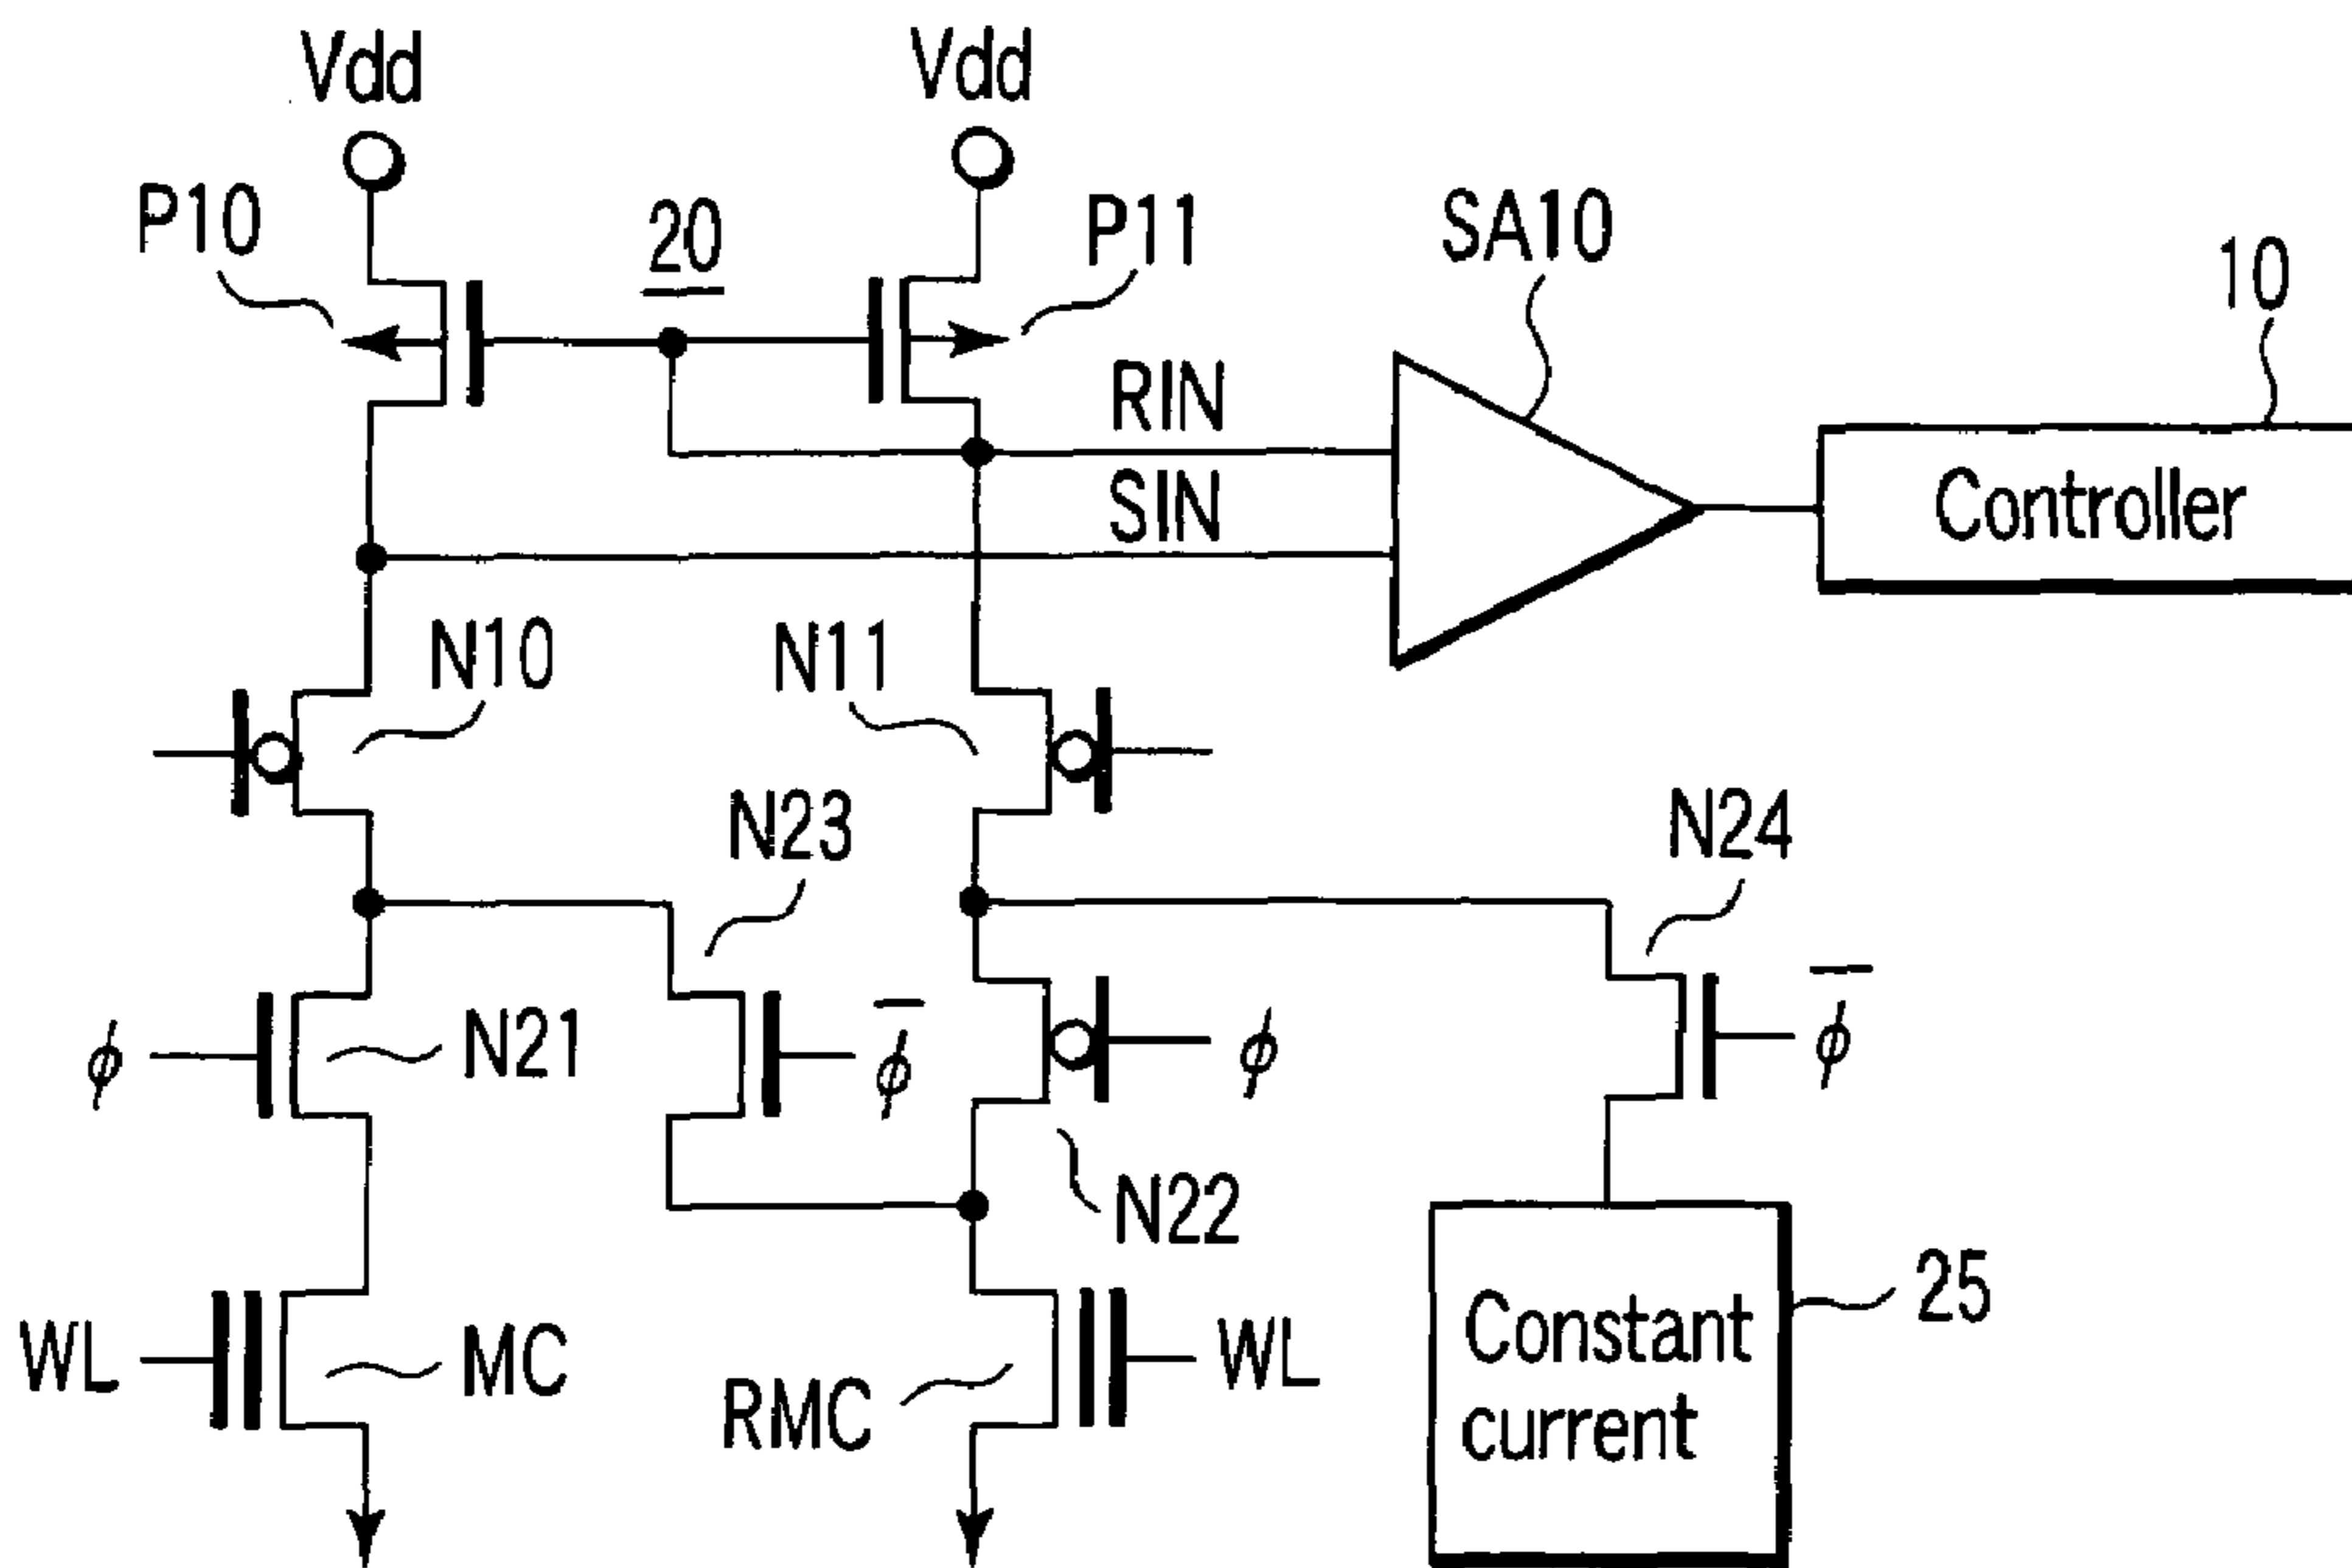 Vdd
Vdd
P10
20
P11
SA10
10
RIN
SIN
Controller
N10
N11
N23
N24
ϕ
N21
ϕ̅
ϕ
ϕ̅
N22
WL
MC
RMC
WL
Constant
current
25